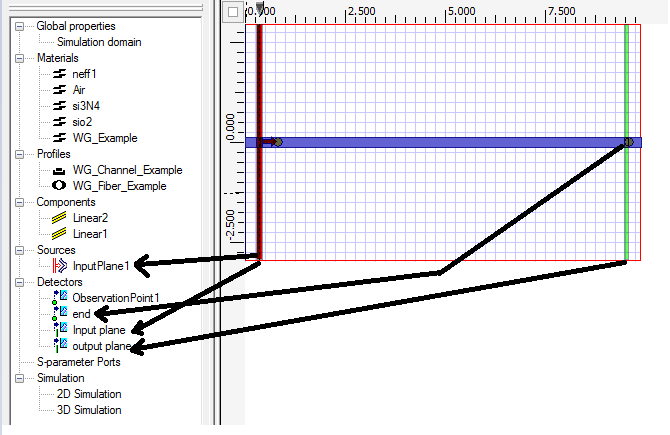 Global properties
Simulation domain
Materials
neff1
Air
si3N4
sio2
WG_Example
Profiles
WG_Channel_Example
WG_Fiber_Example
Components
Linear2
Linear1
Sources
InputPlane1
Detectors
ObservationPoint1
end
Input plane
output plane
S-parameter Ports
Simulation
2D Simulation
3D Simulation
0.000 2.500 5.000 7.500
0.000
-2.500